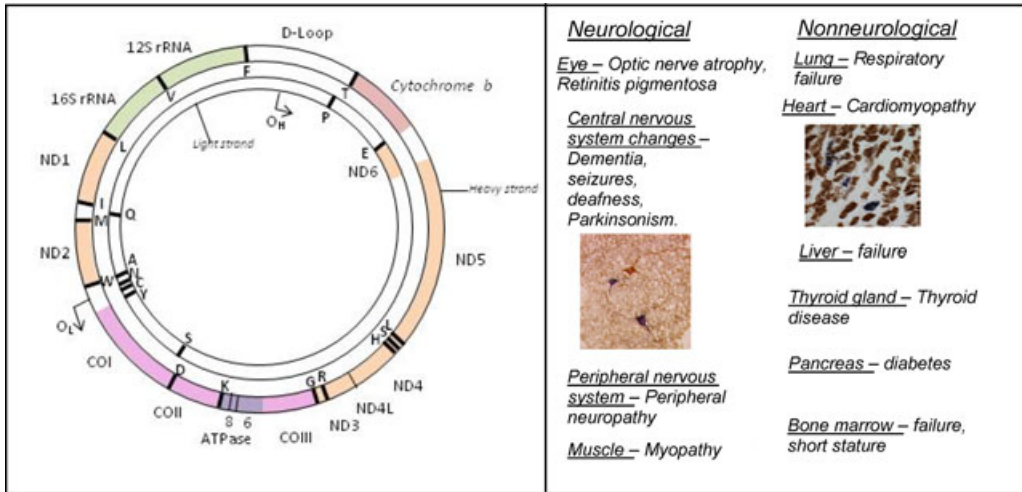 D-Loop
12S rRNA
F
T
Cytochrome b
16S rRNA
V
O_H
P
Light strand
L
E
ND6
ND1
Heavy strand
I
M
Q
ND2
ND5
A
N
C
Y
W
O_L
S
L
S
H
COI
D
K
G
R
ND4
COII
8
6
ND4L
ND3
ATPase
COIII
Neurological
Eye – Optic nerve atrophy,
Retinitis pigmentosa
Central nervous
system changes –
Dementia,
seizures,
deafness,
Parkinsonism.
Peripheral nervous
system – Peripheral
neuropathy
Muscle – Myopathy
Nonneurological
Lung – Respiratory
failure
Heart – Cardiomyopathy
Liver – failure
Thyroid gland – Thyroid
disease
Pancreas – diabetes
Bone marrow – failure,
short stature